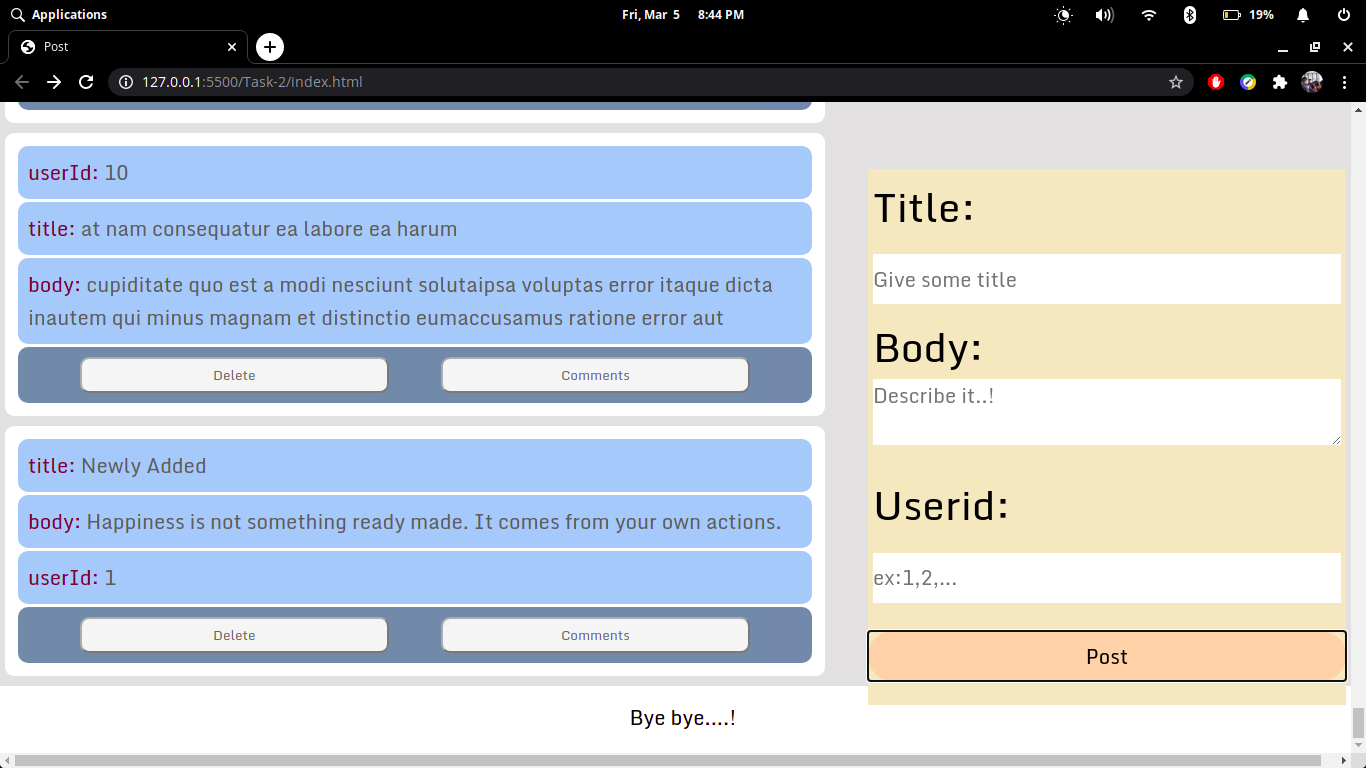 Applications
Fri, Mar 5 8:44 PM
19%
Post
127.0.0.1:5500/Task-2/index.html
userId: 10
title: at nam consequatur ea labore ea harum
body: cupiditate quo est a modi nesciunt solutaipsa voluptas error itaque dicta
inautem qui minus magnam et distinctio eumaccusamus ratione error aut
Delete Comments
title: Newly Added
body: Happiness is not something ready made. It comes from your own actions.
userId: 1
Delete Comments
Title:
Give some title
Body:
Describe it..!
Userid:
ex:1,2,...
Post
Bye bye....!